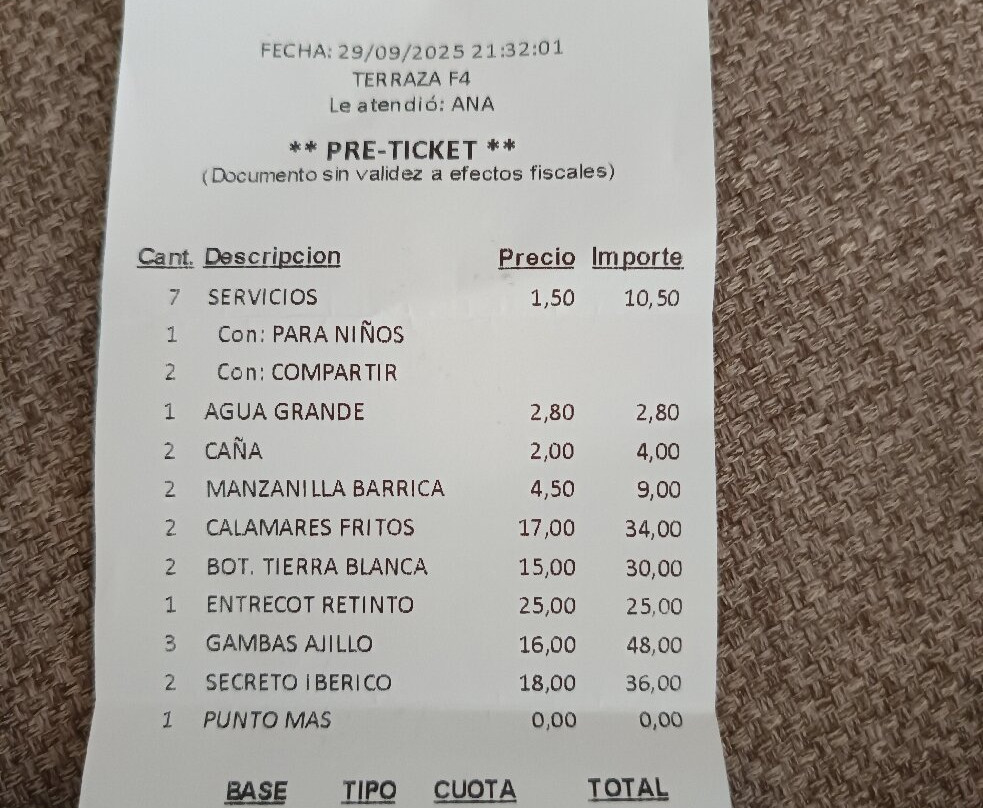 FECHA: 29/09/2025 21:32:01
TERRAZA F4
Le atendió: ANA
** PRE-TICKET **
(Documento sin validez a efectos fiscales)
Cant. Descripcion Precio Importe
7 SERVICIOS 1,50 10,50
1 Con: PARA NIÑOS
2 Con: COMPARTIR
1 AGUA GRANDE 2,80 2,80
2 CAÑA 2,00 4,00
2 MANZANILLA BARRICA 4,50 9,00
2 CALAMARES FRITOS 17,00 34,00
2 BOT. TIERRA BLANCA 15,00 30,00
1 ENTRECOT RETINTO 25,00 25,00
3 GAMBAS AJILLO 16,00 48,00
2 SECRETO IBERICO 18,00 36,00
1 PUNTO MAS 0,00 0,00
BASE TIPO CUOTA TOTAL